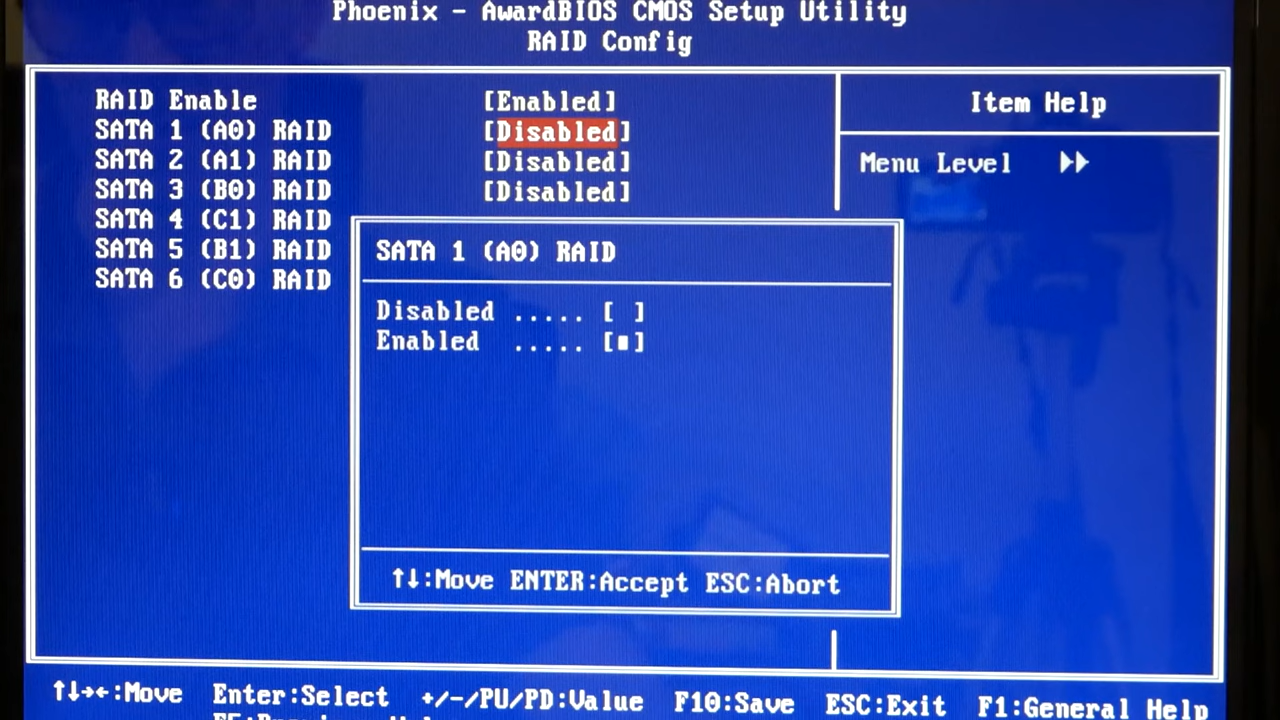 Phoenix - AwardBIOS CMOS Setup Utility
RAID Config
RAID Enable [Enabled]
SATA 1 (A0) RAID [Disabled]
SATA 2 (A1) RAID [Disabled]
SATA 3 (B0) RAID [Disabled]
SATA 4 (C1) RAID
SATA 5 (B1) RAID
SATA 6 (C0) RAID
Item Help
Menu Level ▶▶
SATA 1 (A0) RAID
Disabled ..... [ ]
Enabled ..... [■]
↑↓:Move ENTER:Accept ESC:Abort
↑↓→←:Move Enter:Select +/-/PU/PD:Value F10:Save ESC:Exit F1:General Help